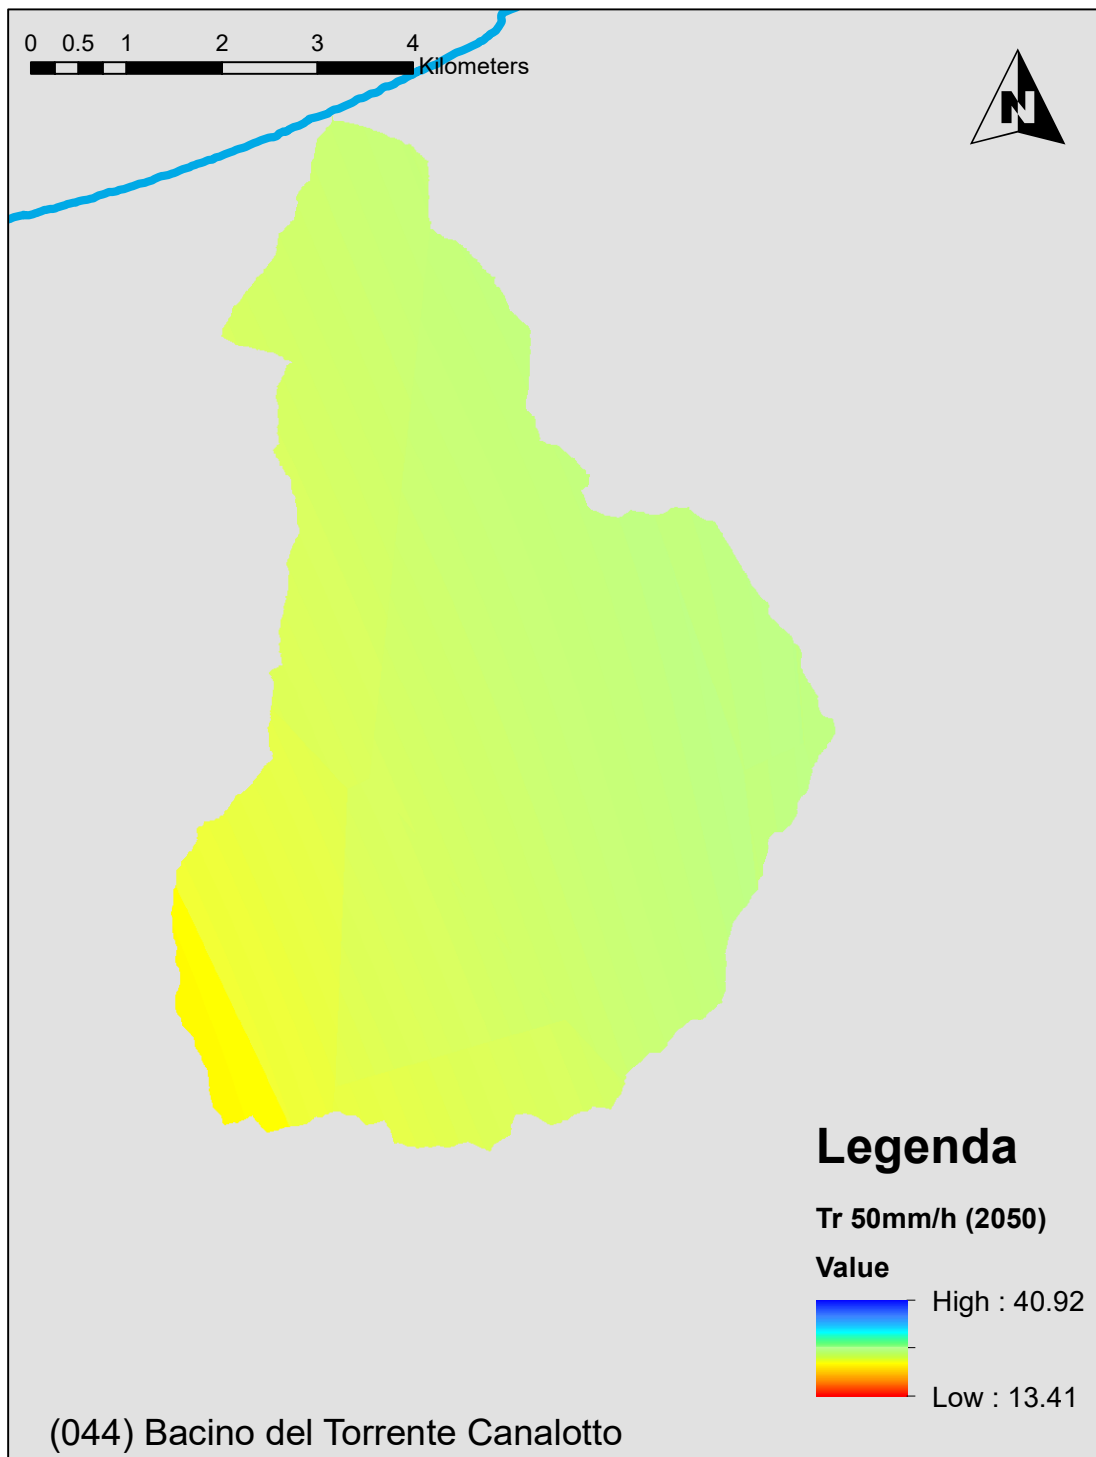 0 0.5 1 2 3 4
Kilometers
N
Legenda
Tr 50mm/h (2050)
Value
High : 40.92
Low : 13.41
(044) Bacino del Torrente Canalotto